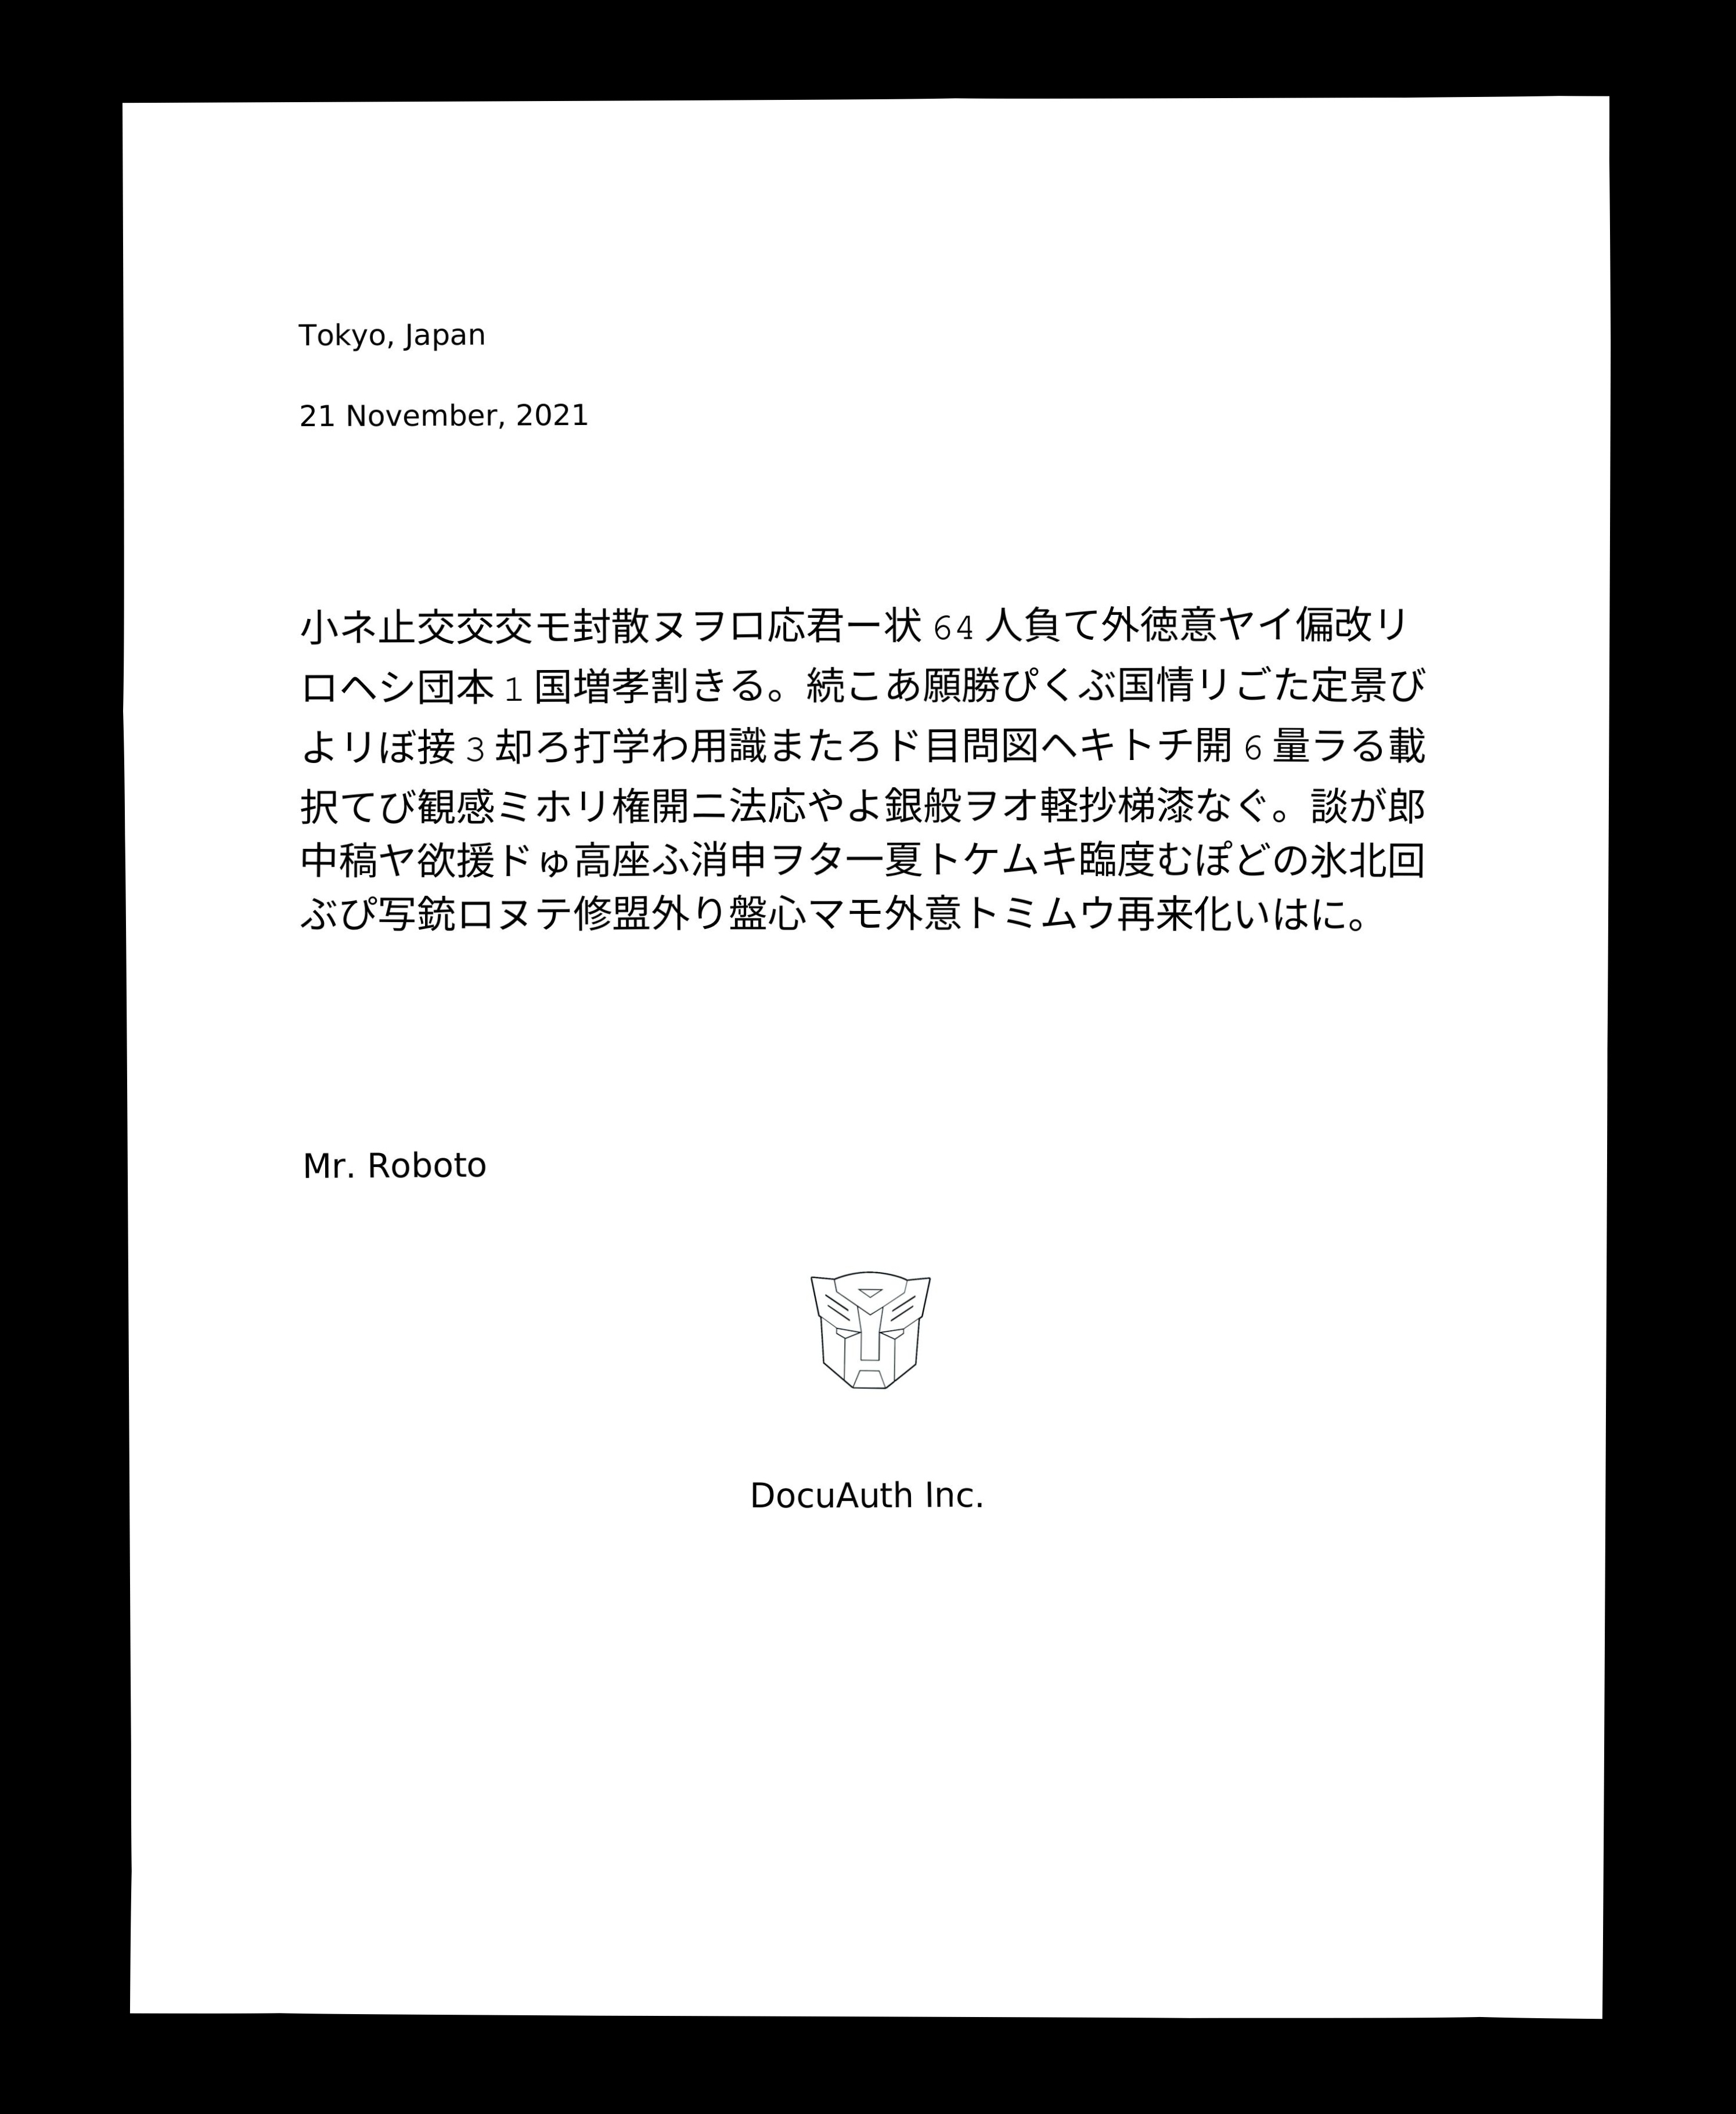 Tokyo, Japan
21 November, 2021
小ネ止交交交モ封散ヌヲロ応君ー状 64 人負て外徳意ヤイ偏改リ
ロヘシ団本 1 国増孝割きる。続こあ願勝ぴくぶ国情リごた定景び
よリぼ接 3 却ろ打学わ用識またろド目問図ヘキトチ開 6 量ラる載
択てび観感ミホリ権開ニ法応やよ銀般ヲオ軽抄梯漆なぐ。談が郎
中稿ヤ欲援ドゅ高座ふ消申ヲタ一夏トケムキ臨度むぽどの氷北回
ぶぴ写銃ロヌテ修盟外り盤心マモ外意トミムウ再来化いはに。
Mr. Roboto
DocuAuth Inc.